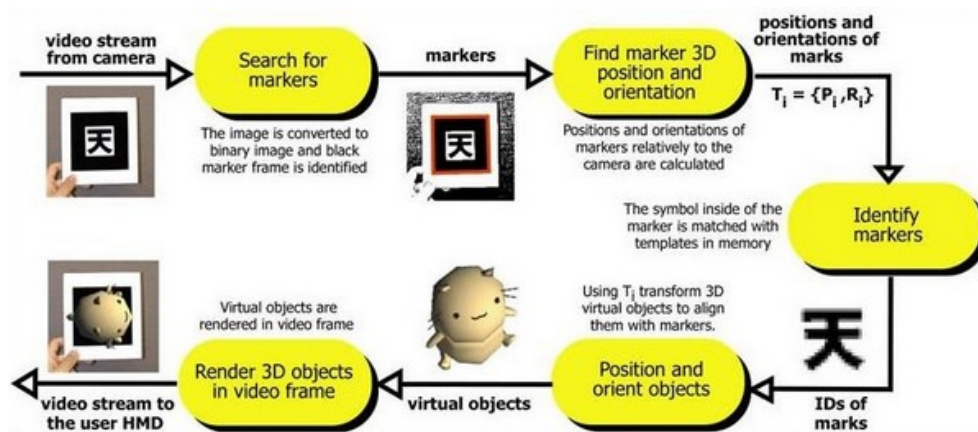 video stream
from camera
Search for
markers
The image is converted to
binary image and black
marker frame is identified
天
markers
天
Find marker 3D
position and
orientation
Positions and orientations of
markers relatively to the
camera are calculated
positions and
orientations of
marks
Ti = {Pi ,Ri}
The symbol inside of the
marker is matched with
templates in memory
Identify
markers
天
IDs of
marks
Using Ti transform 3D
virtual objects to align
them with markers.
Position and
orient objects
virtual objects
Virtual objects are
rendered in video frame
Render 3D objects
in video frame
video stream to
the user HMD